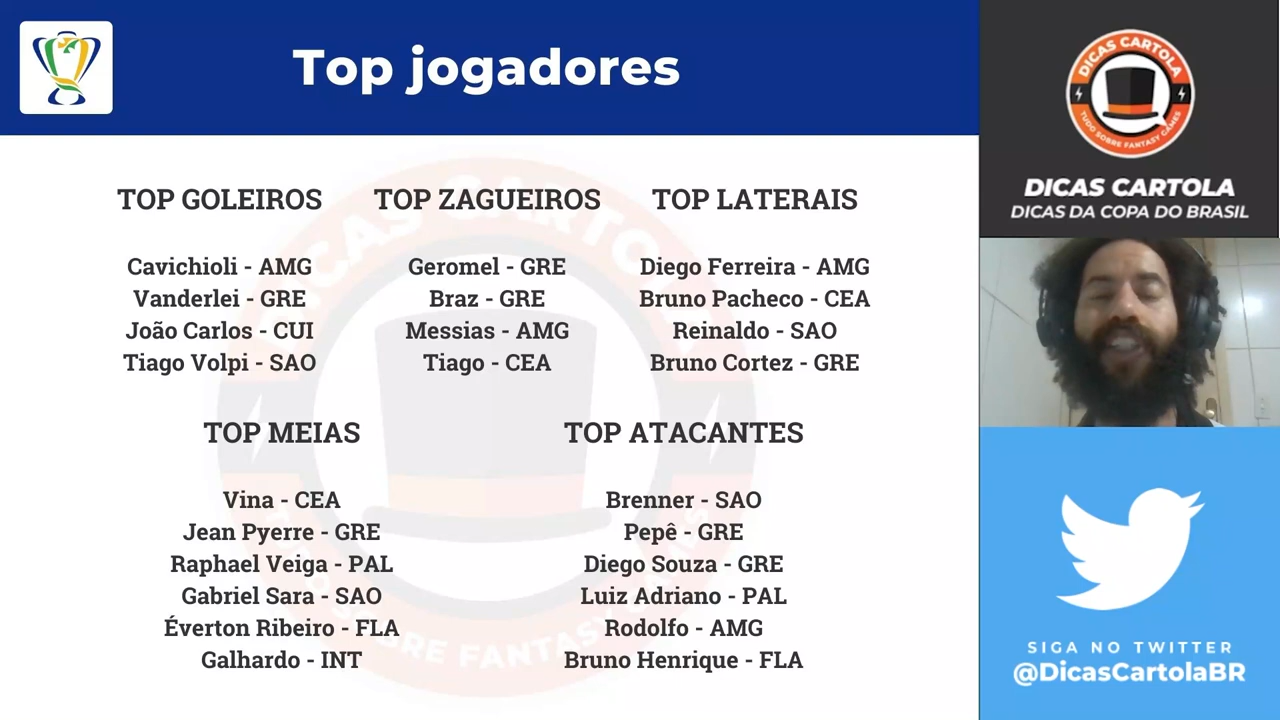 Top jogadores
TOP GOLEIROS
Cavichioli - AMG
Vanderlei - GRE
João Carlos - CUI
Tiago Volpi - SAO
TOP ZAGUEIROS
Geromel - GRE
Braz - GRE
Messias - AMG
Tiago - CEA
TOP LATERAIS
Diego Ferreira - AMG
Bruno Pacheco - CEA
Reinaldo - SAO
Bruno Cortez - GRE
TOP MEIAS
Vina - CEA
Jean Pyerre - GRE
Raphael Veiga - PAL
Gabriel Sara - SAO
Éverton Ribeiro - FLA
Galhardo - INT
TOP ATACANTES
Brenner - SAO
Pepê - GRE
Diego Souza - GRE
Luiz Adriano - PAL
Rodolfo - AMG
Bruno Henrique - FLA
DICAS CARTOLA
TUDO SOBRE FANTASY GAMES
DICAS CARTOLA
DICAS DA COPA DO BRASIL
SIGA NO TWITTER
@DicasCartolaBR